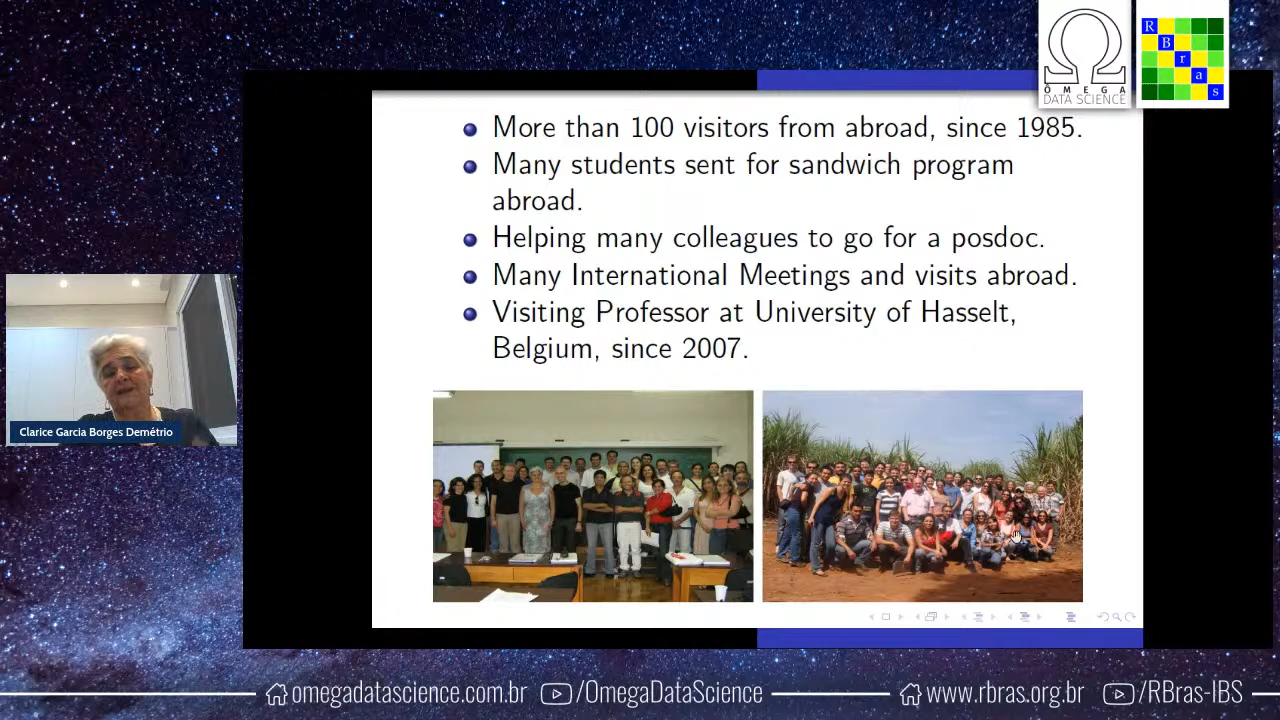 ÔMEGA
DATA SCIENCE
R
B
r
a
s
More than 100 visitors from abroad, since 1985.
Many students sent for sandwich program
abroad.
Helping many colleagues to go for a posdoc.
Many International Meetings and visits abroad.
Visiting Professor at University of Hasselt,
Belgium, since 2007.
Clarice Garcia Borges Demétrio
omegadatascience.com.br /OmegaDataScience www.rbras.org.br /RBras-IBS